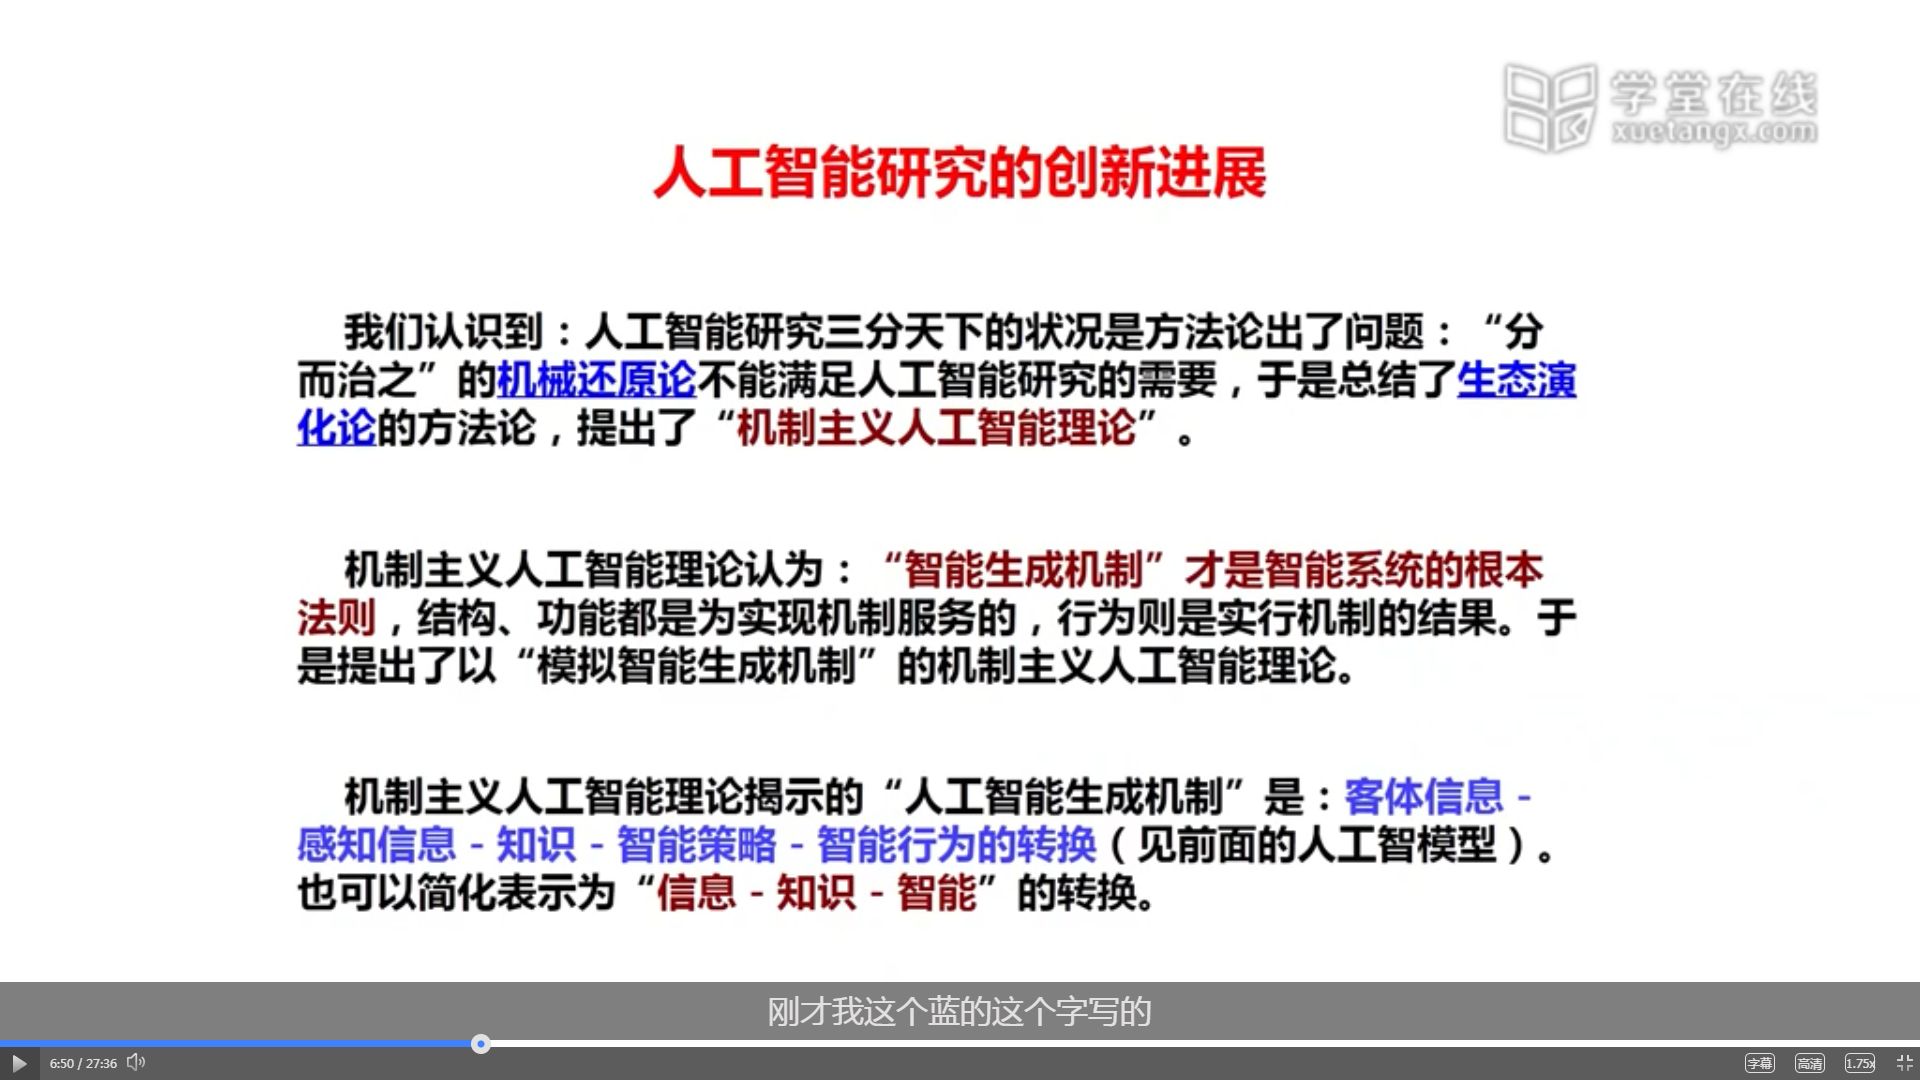 学堂在线
xuetangx.com
人工智能研究的创新进展
我们认识到：人工智能研究三分天下的状况是方法论出了问题：“分
而治之”的机械还原论不能满足人工智能研究的需要，于是总结了生态演
化论的方法论，提出了“机制主义人工智能理论”。
机制主义人工智能理论认为：“智能生成机制”才是智能系统的根本
法则，结构、功能都是为实现机制服务的，行为则是实行机制的结果。于
是提出了以“模拟智能生成机制”的机制主义人工智能理论。
机制主义人工智能理论揭示的“人工智能生成机制”是：客体信息 -
感知信息 - 知识 - 智能策略 - 智能行为的转换（见前面的人工智模型）。
也可以简化表示为“信息 - 知识 - 智能”的转换。
刚才我这个蓝的这个字写的
6:50 / 27:36 字幕 高清 1.75x